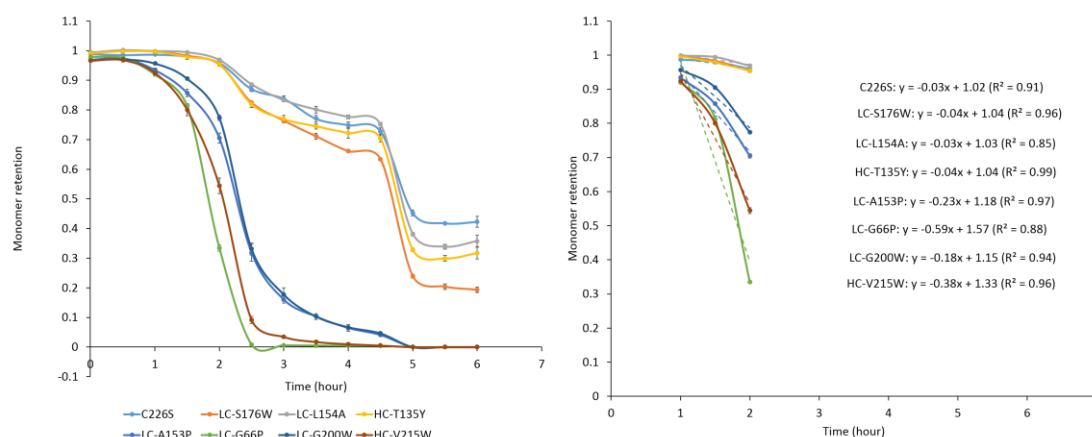 1.1
1
0.9
0.8
0.7
0.6
0.5
0.4
0.3
0.2
0.1
0
-0.1
Monomer retention
0 1 2 3 4 5 6 7
Time (hour)
C226S LC-S176W LC-L154A HC-T135Y
LC-A153P LC-G66P LC-G200W HC-V215W
1.1
1
0.9
0.8
0.7
0.6
0.5
0.4
0.3
0.2
0.1
0
Monomer retention
C226S: y = -0.03x + 1.02 (R² = 0.91)
LC-S176W: y = -0.04x + 1.04 (R² = 0.96)
LC-L154A: y = -0.03x + 1.03 (R² = 0.85)
HC-T135Y: y = -0.04x + 1.04 (R² = 0.99)
LC-A153P: y = -0.23x + 1.18 (R² = 0.97)
LC-G66P: y = -0.59x + 1.57 (R² = 0.88)
LC-G200W: y = -0.18x + 1.15 (R² = 0.94)
HC-V215W: y = -0.38x + 1.33 (R² = 0.96)
0 1 2 3 4 5 6
Time (hour)